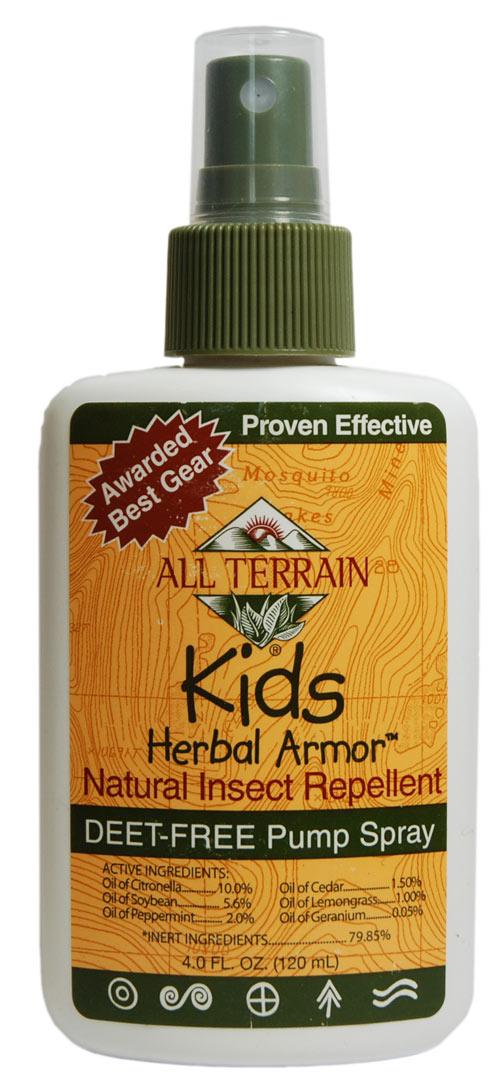 Proven Effective
Awarded
Best Gear
Mosquito
akes
Mine
ALL TERRAIN®
Kids
Herbal Armor™
Natural Insect Repellent
DEET-FREE Pump Spray
ACTIVE INGREDIENTS:
Oil of Citronella............ 10.0% Oil of Cedar................ 1.50%
Oil of Soybean.............. 5.6% Oil of Lemongrass...... 1.00%
Oil of Peppermint......... 2.0% Oil of Geranium.......... 0.05%
*INERT INGREDIENTS.......................... 79.85%
4.0 FL. OZ. (120 mL)